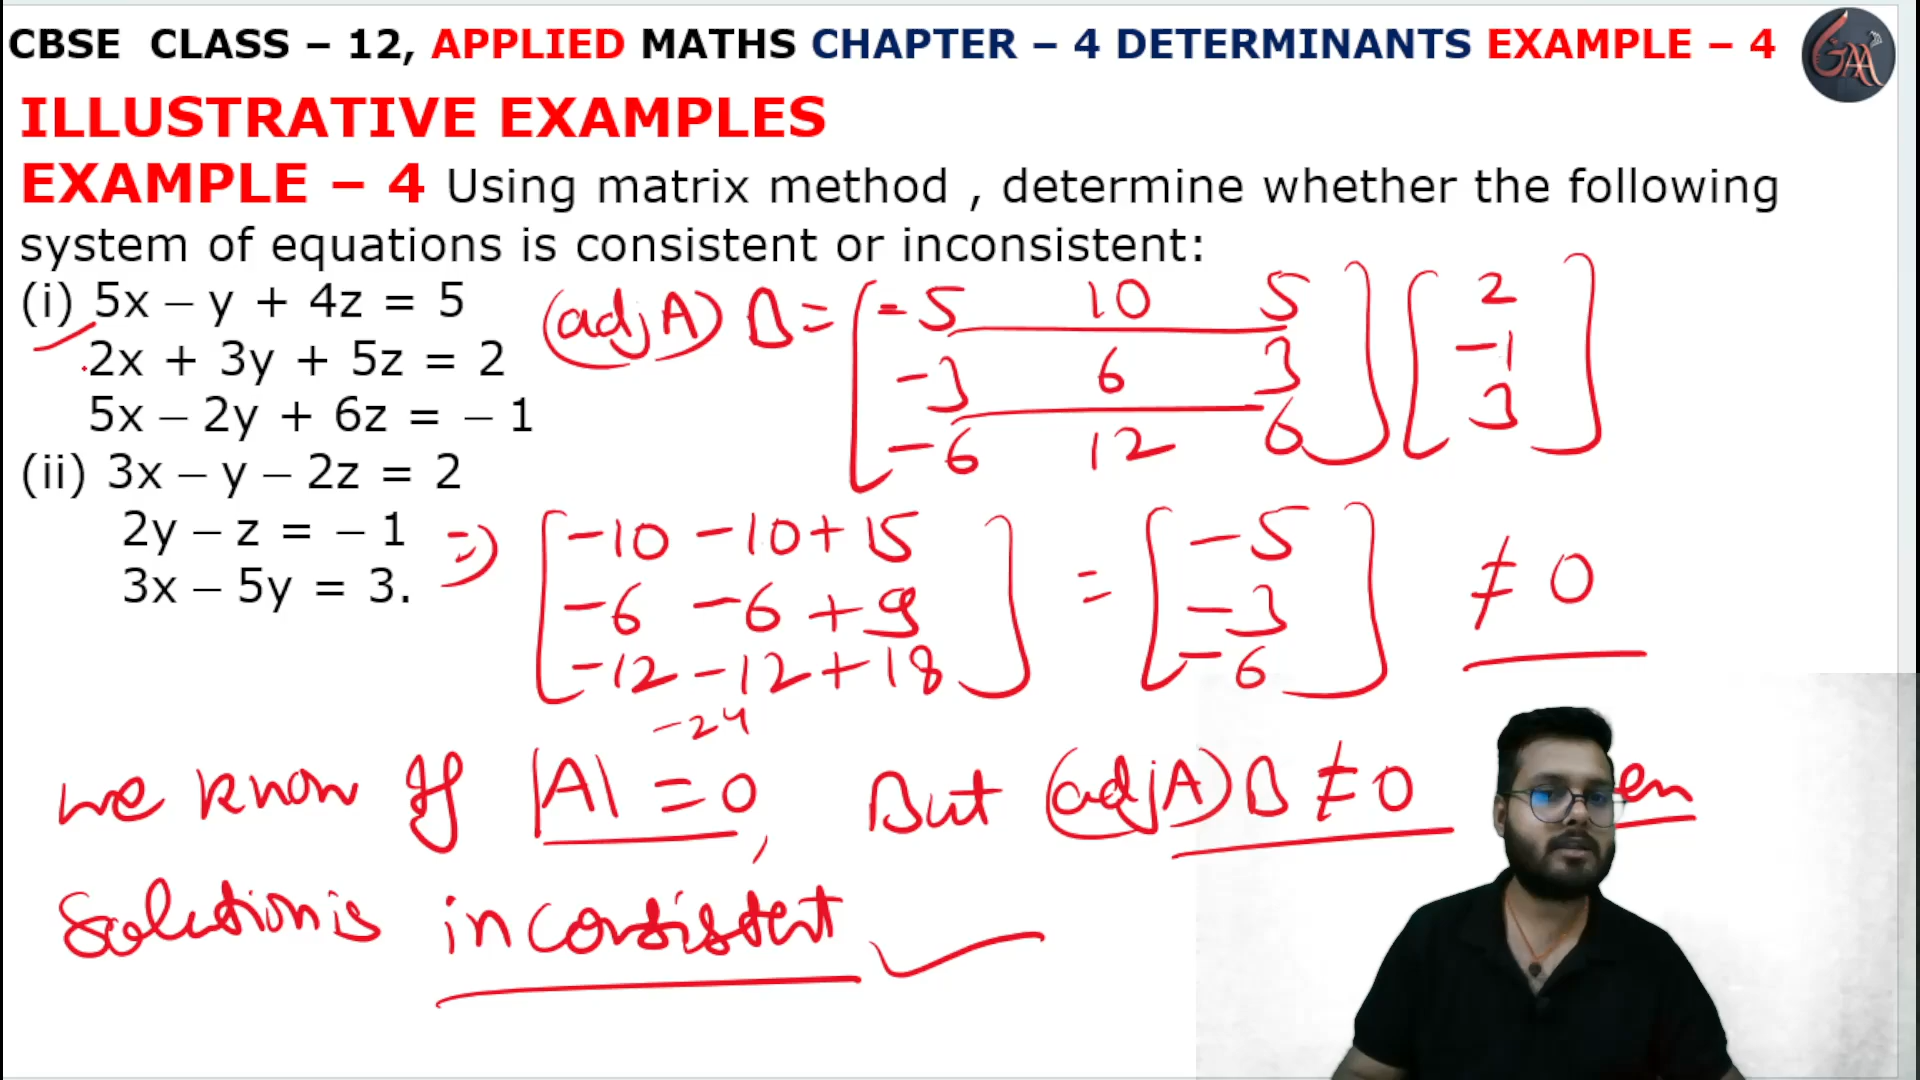 CBSE CLASS – 12, APPLIED MATHS CHAPTER – 4 DETERMINANTS EXAMPLE – 4
GAA
ILLUSTRATIVE EXAMPLES
EXAMPLE – 4 Using matrix method , determine whether the following
system of equations is consistent or inconsistent:
(i) 5x – y + 4z = 5
2x + 3y + 5z = 2
5x – 2y + 6z = – 1
(ii) 3x – y – 2z = 2
2y – z = – 1
3x – 5y = 3.
(adjA) B =
-5 10 5
-3 6 3
-6 12 6
2
-1
3
=>
-10 -10 + 15
-6 -6 + 9
-12 -12 + 18
-24
=
-5
-3
-6
≠ 0
we know If |A| = 0, But (adjA) B ≠ 0
Solution is inconsistent